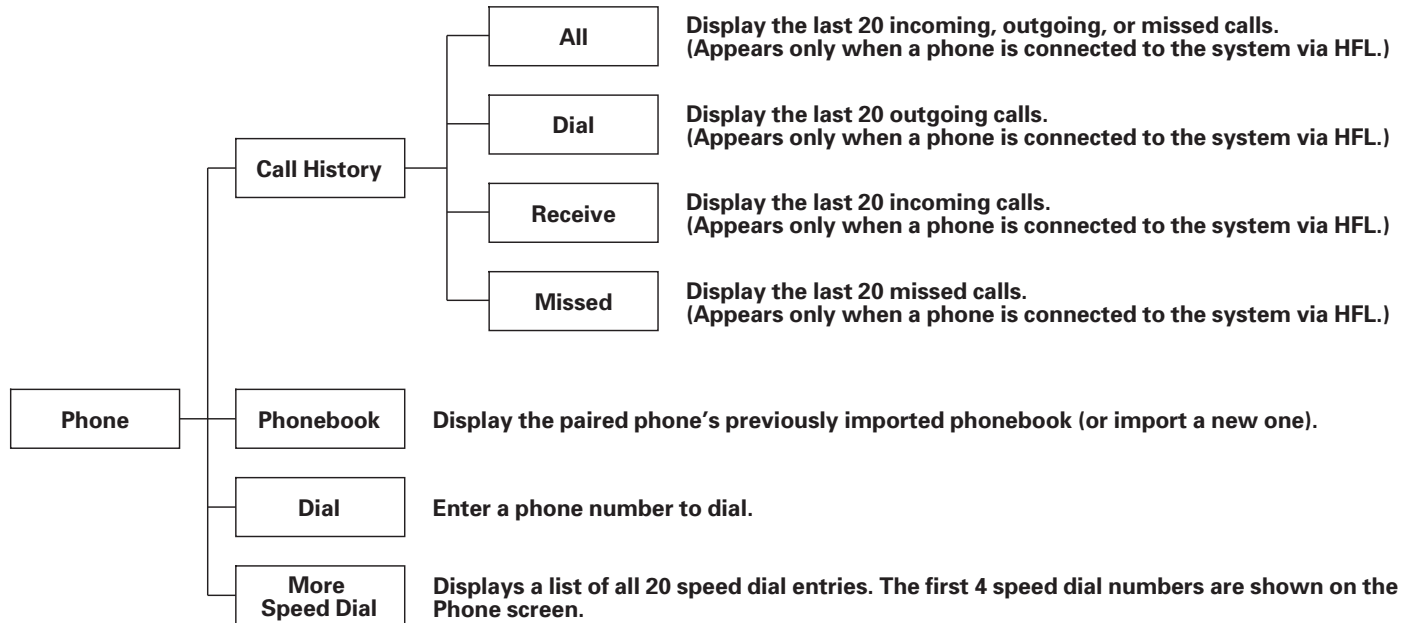 All
Display the last 20 incoming, outgoing, or missed calls.
(Appears only when a phone is connected to the system via HFL.)
Dial
Display the last 20 outgoing calls.
(Appears only when a phone is connected to the system via HFL.)
Call History
Receive
Display the last 20 incoming calls.
(Appears only when a phone is connected to the system via HFL.)
Missed
Display the last 20 missed calls.
(Appears only when a phone is connected to the system via HFL.)
Phone
Phonebook
Display the paired phone’s previously imported phonebook (or import a new one).
Dial
Enter a phone number to dial.
More
Speed Dial
Displays a list of all 20 speed dial entries. The first 4 speed dial numbers are shown on the
Phone screen.